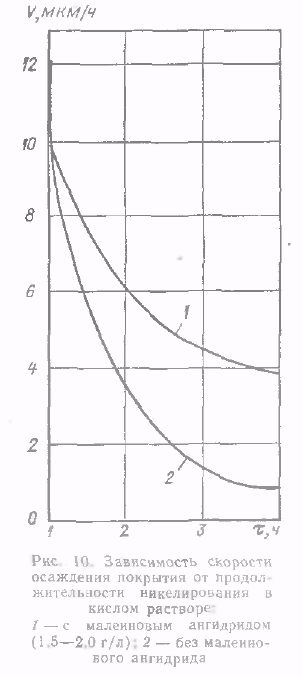 V, мкм/ч
12
10
8
6
4
2
0
1
2
1 2 3 τ, ч
Рис. 10. Зависимость скорости
осаждения покрытия от продол-
жительности никелирования в
кислом растворе:
1 — с малеиновым ангидридом
(1,5—2,0 г/л); 2 — без малеино-
вого ангидрида